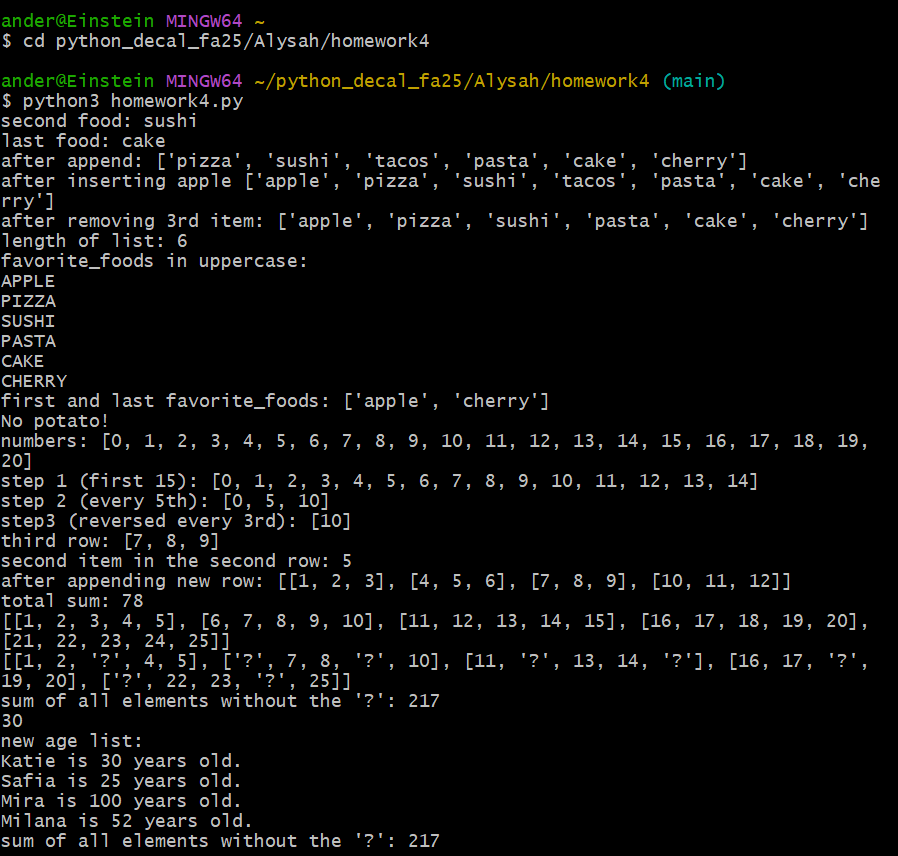 ander@Einstein MINGW64 ~
$ cd python_decal_fa25/Alysah/homework4
ander@Einstein MINGW64 ~/python_decal_fa25/Alysah/homework4 (main)
$ python3 homework4.py
second food: sushi
last food: cake
after append: ['pizza', 'sushi', 'tacos', 'pasta', 'cake', 'cherry']
after inserting apple ['apple', 'pizza', 'sushi', 'tacos', 'pasta', 'cake', 'che
rry']
after removing 3rd item: ['apple', 'pizza', 'sushi', 'pasta', 'cake', 'cherry']
length of list: 6
favorite_foods in uppercase:
APPLE
PIZZA
SUSHI
PASTA
CAKE
CHERRY
first and last favorite_foods: ['apple', 'cherry']
No potato!
numbers: [0, 1, 2, 3, 4, 5, 6, 7, 8, 9, 10, 11, 12, 13, 14, 15, 16, 17, 18, 19,
20]
step 1 (first 15): [0, 1, 2, 3, 4, 5, 6, 7, 8, 9, 10, 11, 12, 13, 14]
step 2 (every 5th): [0, 5, 10]
step3 (reversed every 3rd): [10]
third row: [7, 8, 9]
second item in the second row: 5
after appending new row: [[1, 2, 3], [4, 5, 6], [7, 8, 9], [10, 11, 12]]
total sum: 78
[[1, 2, 3, 4, 5], [6, 7, 8, 9, 10], [11, 12, 13, 14, 15], [16, 17, 18, 19, 20],
[21, 22, 23, 24, 25]]
[[1, 2, '?', 4, 5], ['?', 7, 8, '?', 10], [11, '?', 13, 14, '?'], [16, 17, '?',
19, 20], ['?', 22, 23, '?', 25]]
sum of all elements without the '?': 217
30
new age list:
Katie is 30 years old.
Safia is 25 years old.
Mira is 100 years old.
Milana is 52 years old.
sum of all elements without the '?': 217